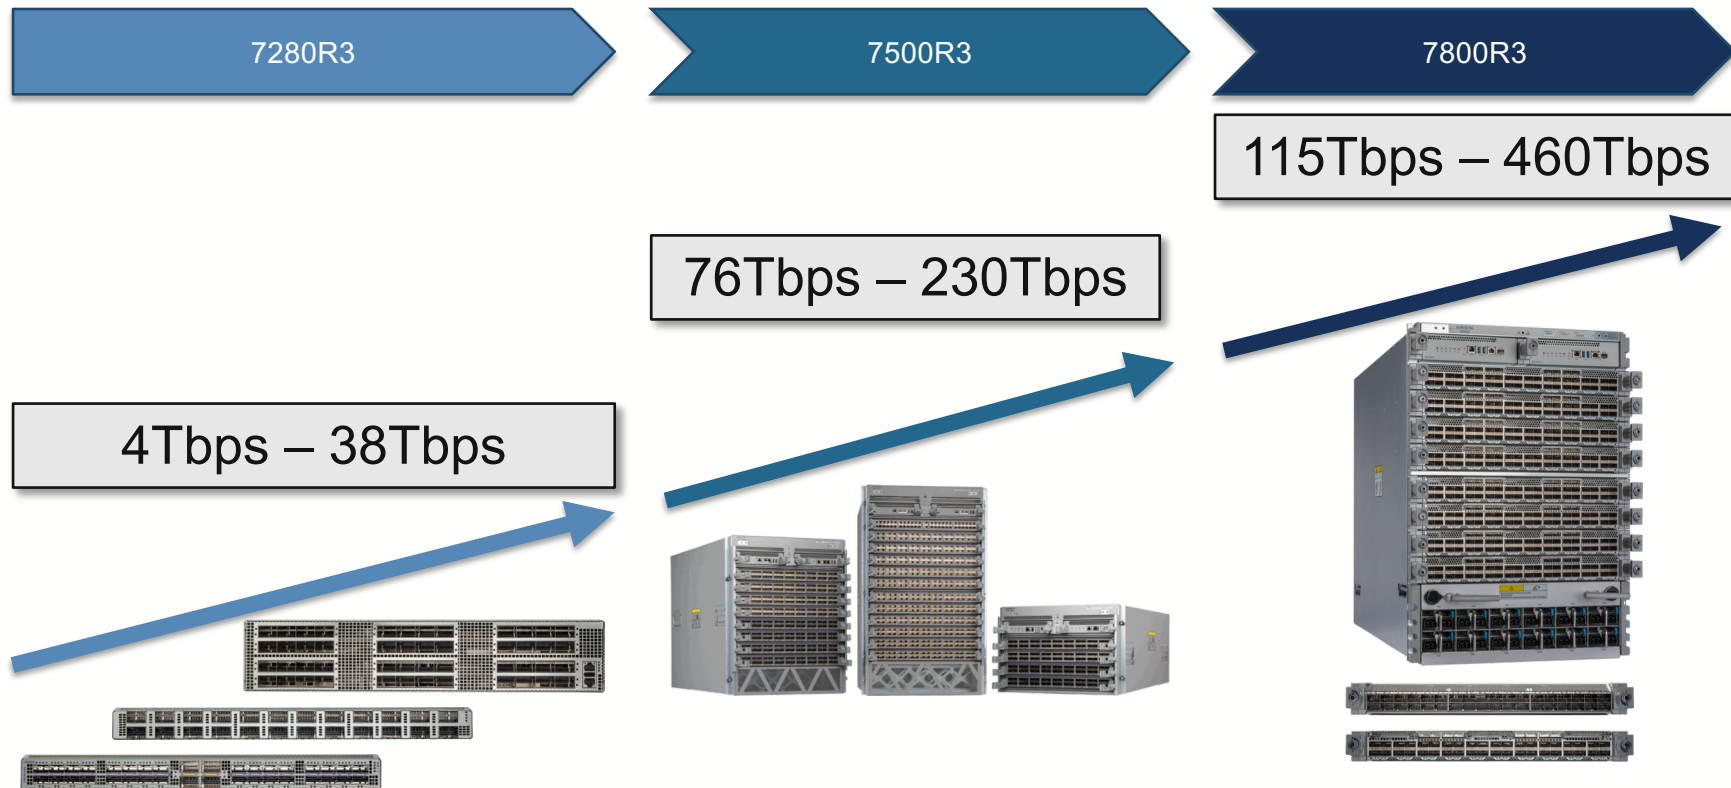 7280R3
7500R3
7800R3
115Tbps – 460Tbps
76Tbps – 230Tbps
4Tbps – 38Tbps